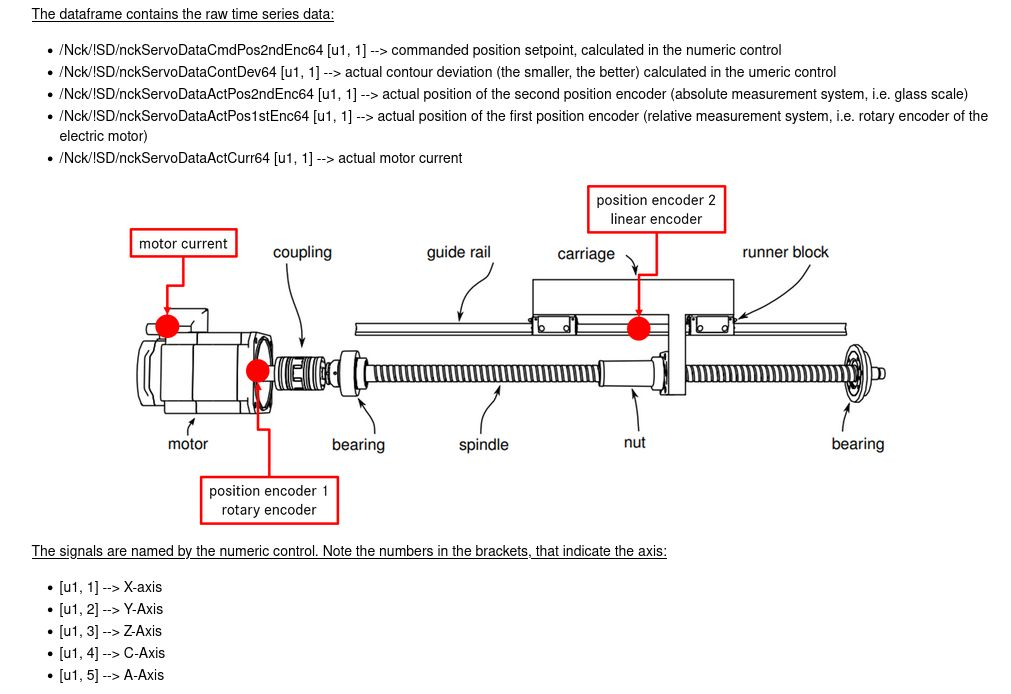 The dataframe contains the raw time series data:
• /Nck/!SD/nckServoDataCmdPos2ndEnc64 [u1, 1] --> commanded position setpoint, calculated in the numeric control
• /Nck/!SD/nckServoDataContDev64 [u1, 1] --> actual contour deviation (the smaller, the better) calculated in the umeric control
• /Nck/!SD/nckServoDataActPos2ndEnc64 [u1, 1] --> actual position of the second position encoder (absolute measurement system, i.e. glass scale)
• /Nck/!SD/nckServoDataActPos1stEnc64 [u1, 1] --> actual position of the first position encoder (relative measurement system, i.e. rotary encoder of the
electric motor)
• /Nck/!SD/nckServoDataActCurr64 [u1, 1] --> actual motor current
position encoder 2
linear encoder
motor current
coupling
guide rail
carriage
runner block
motor
bearing
spindle
nut
bearing
position encoder 1
rotary encoder
The signals are named by the numeric control. Note the numbers in the brackets, that indicate the axis:
• [u1, 1] --> X-axis
• [u1, 2] --> Y-Axis
• [u1, 3] --> Z-Axis
• [u1, 4] --> C-Axis
• [u1, 5] --> A-Axis